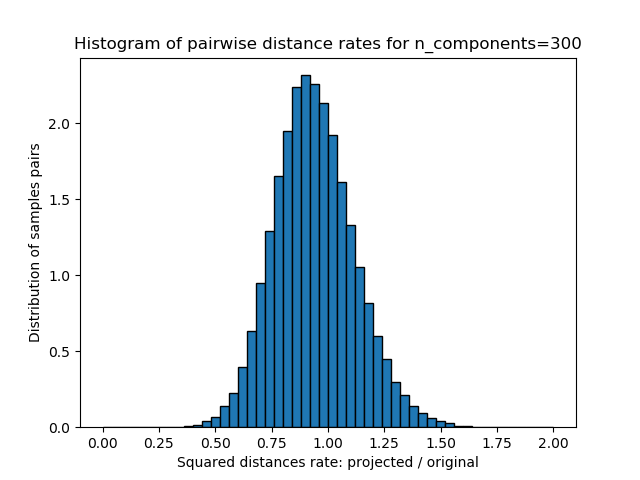 Histogram of pairwise distance rates for n_components=300
Distribution of samples pairs
2.0
1.5
1.0
0.5
0.0
0.00 0.25 0.50 0.75 1.00 1.25 1.50 1.75 2.00
Squared distances rate: projected / original